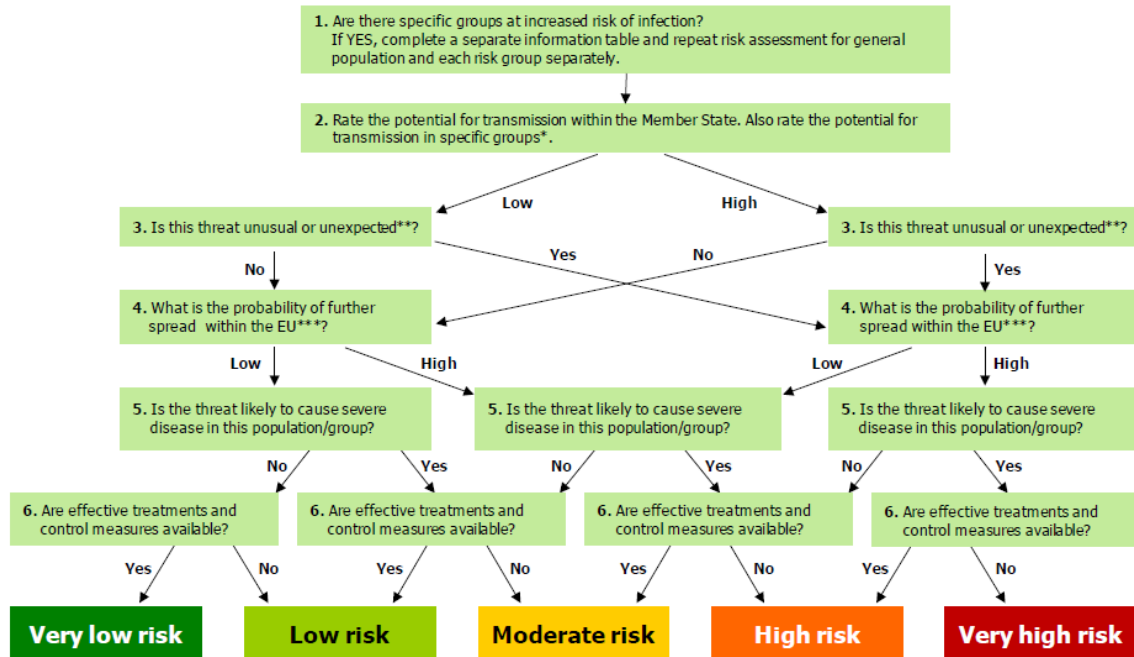 1. Are there specific groups at increased risk of infection?
If YES, complete a separate information table and repeat risk assessment for general
population and each risk group separately.
2. Rate the potential for transmission within the Member State. Also rate the potential for
transmission in specific groups*.
Low
High
3. Is this threat unusual or unexpected**?
3. Is this threat unusual or unexpected**?
No
Yes
No
Yes
4. What is the probability of further
spread within the EU***?
4. What is the probability of further
spread within the EU***?
Low
High
Low
High
5. Is the threat likely to cause severe
disease in this population/group?
5. Is the threat likely to cause severe
disease in this population/group?
5. Is the threat likely to cause severe
disease in this population/group?
No
Yes
No
Yes
No
Yes
6. Are effective treatments and
control measures available?
6. Are effective treatments and
control measures available?
6. Are effective treatments and
control measures available?
6. Are effective treatments and
control measures available?
Yes
No
Yes
No
Yes
No
Yes
No
Very low risk
Low risk
Moderate risk
High risk
Very high risk